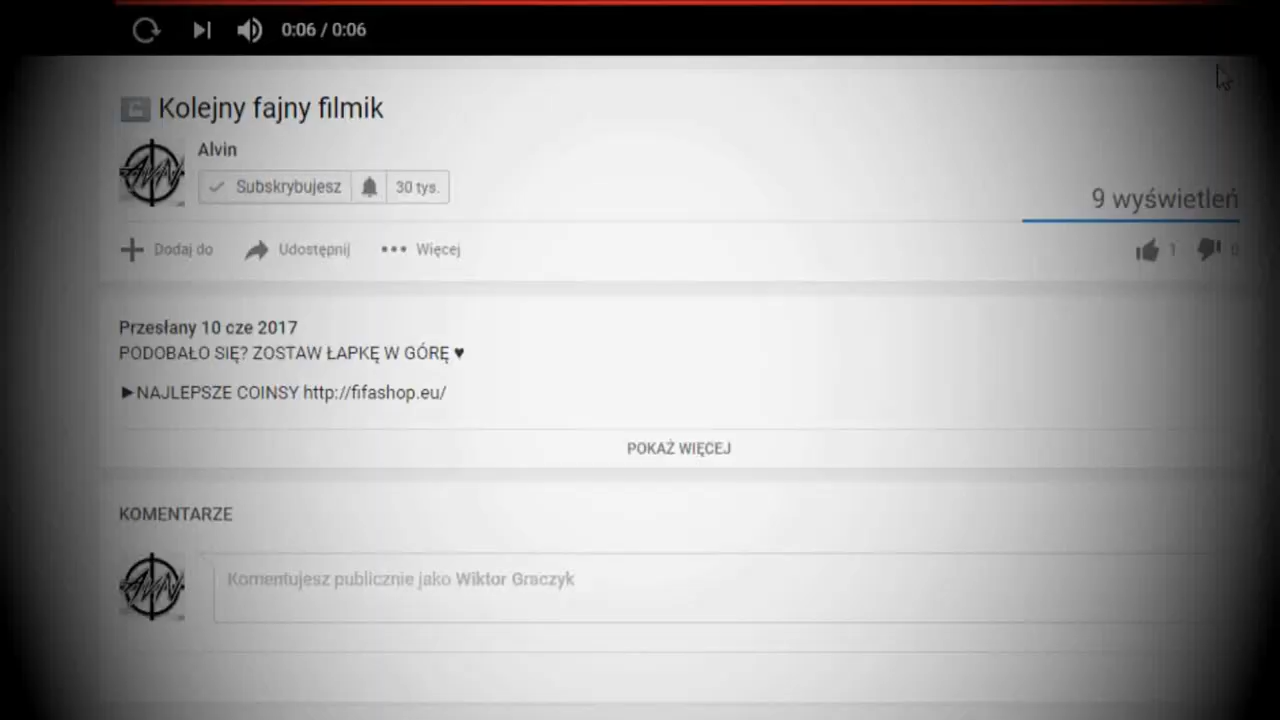 0:06 / 0:06
Kolejny fajny filmik
Alvin
Subskrybujesz 30 tys.
9 wyświetleń
Dodaj do Udostępnij Więcej 1 0
Przesłany 10 cze 2017
PODOBAŁO SIĘ? ZOSTAW ŁAPKĘ W GÓRĘ ♥
►NAJLEPSZE COINSY http://fifashop.eu/
POKAŻ WIĘCEJ
KOMENTARZE
Komentujesz publicznie jako Wiktor Graczyk